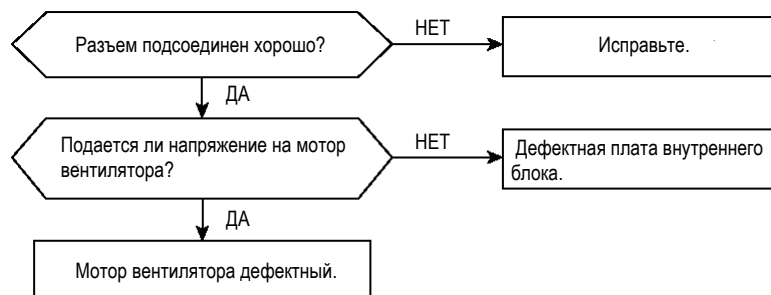 Разъем подсоединен хорошо?
НЕТ
Исправьте.
ДА
Подается ли напряжение на мотор
вентилятора?
НЕТ
Дефектная плата внутреннего
блока.
ДА
Мотор вентилятора дефектный.